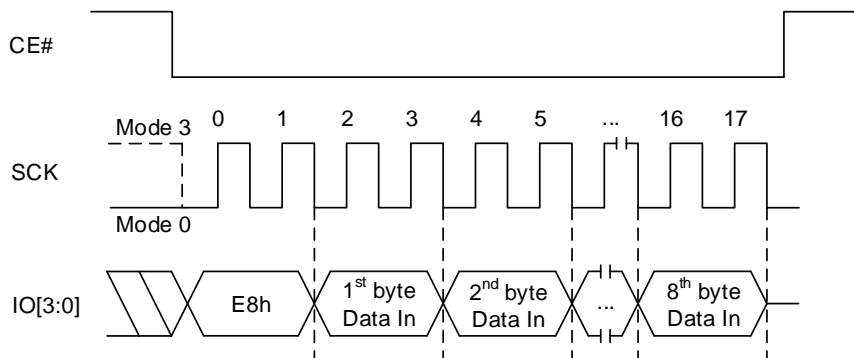 CE#
Mode 3 0 1 2 3 4 5 ... 16 17
SCK
Mode 0
IO[3:0] E8h 1st byte Data In 2nd byte Data In ... 8th byte Data In